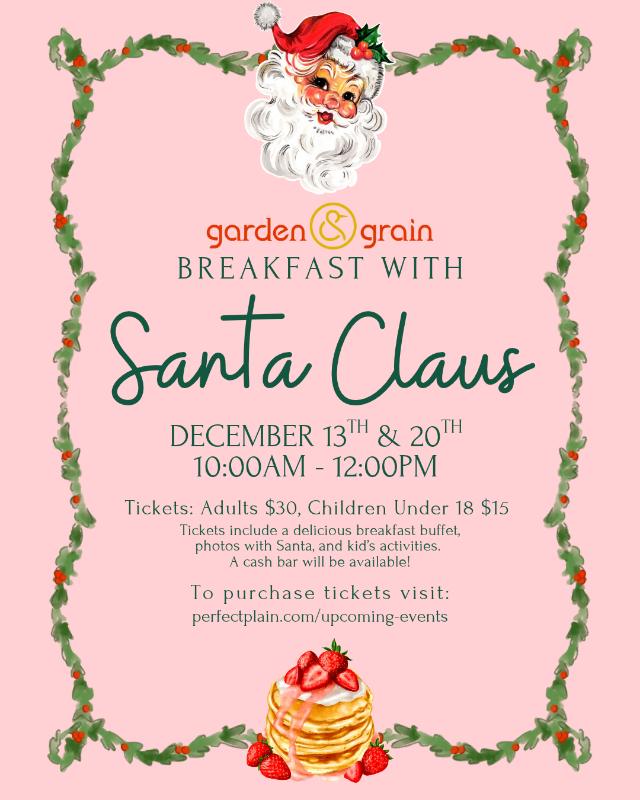 garden & grain
BREAKFAST WITH
Santa Claus
DECEMBER 13TH & 20TH
10:00AM - 12:00PM
Tickets: Adults $30, Children Under 18 $15
Tickets include a delicious breakfast buffet,
photos with Santa, and kid's activities.
A cash bar will be available!
To purchase tickets visit:
perfectplain.com/upcoming-events